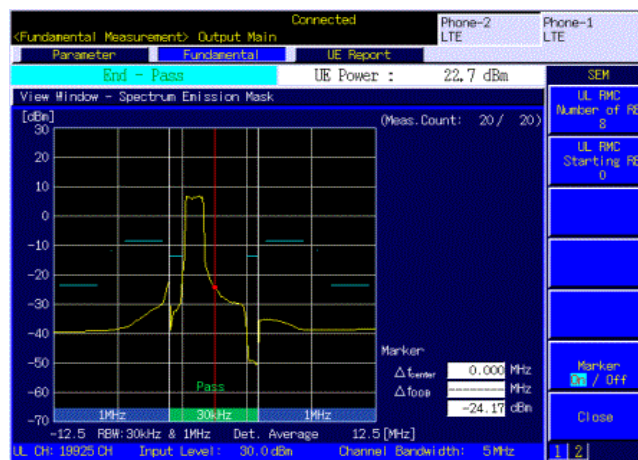 Connected
Phone-2 LTE
Phone-1 LTE
<Fundamental Measurement> Output Main
Parameter
Fundamental
UE Report
End - Pass
UE Power : 22.7 dBm
SEM
View Window - Spectrum Emission Mask
UL RMC
Number of RB
8
UL RMC
Starting RB
0
[dBm]
(Meas.Count: 20 / 20)
30
20
10
0
-10
-20
-30
-40
-50
-60
-70
Pass
1MHz
30kHz
1MHz
-12.5 RBW:30kHz & 1MHz Det. Average 12.5 [MHz]
Marker
Δfcenter 0.000 MHz
ΔfOOB -------- MHz
-24.17 dBm
Marker
On / Off
Close
UL CH: 19925 CH Input Level: 30.0 dBm Channel Bandwidth: 5 MHz
1 2